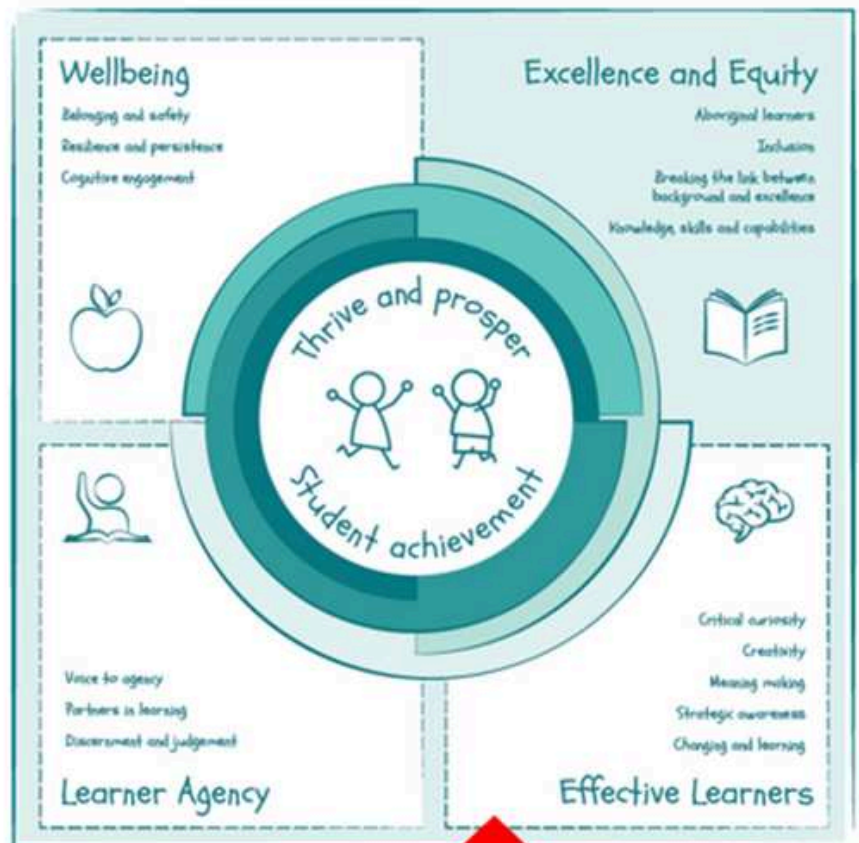 Wellbeing
Belonging and safety
Resilience and persistence
Cognitive engagement
Excellence and Equity
Aboriginal learners
Inclusion
Breaking the link between
background and excellence
Knowledge, skills and capabilities
Thrive and prosper
Student achievement
Voice to agency
Partners in learning
Discernment and judgement
Learner Agency
Critical curiosity
Creativity
Meaning making
Strategic awareness
Changing and learning
Effective Learners